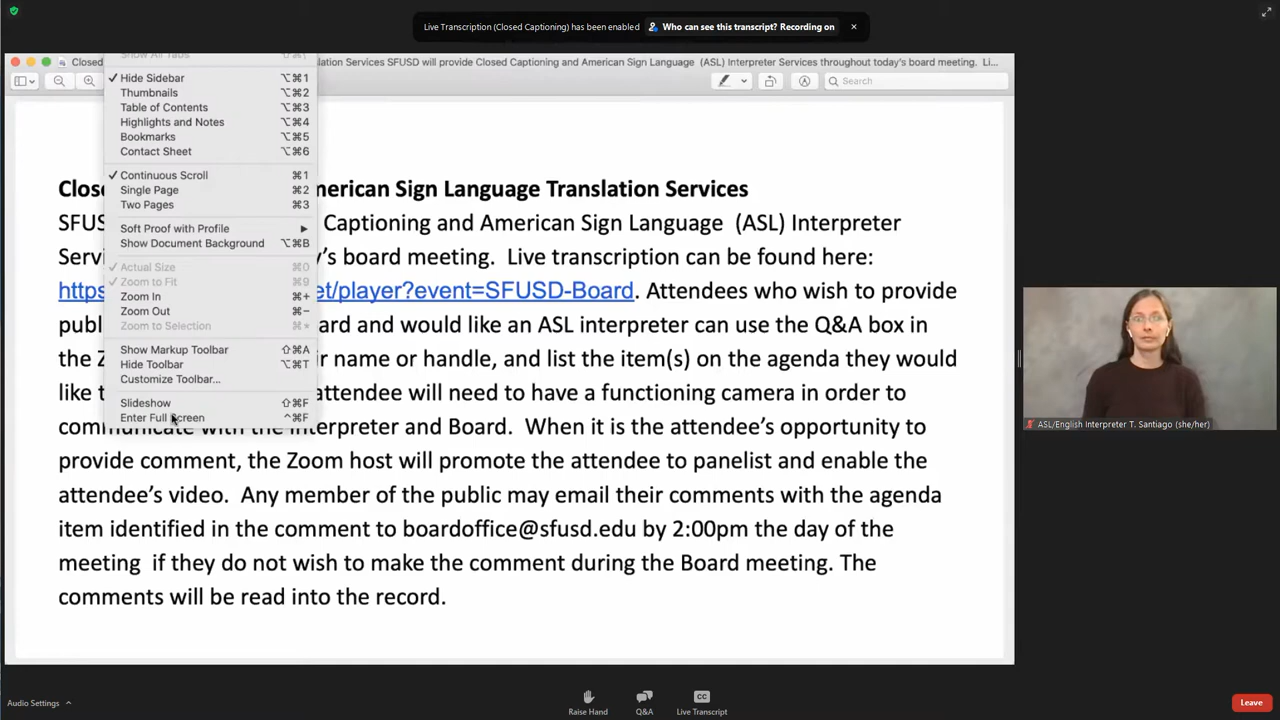 Live Transcription (Closed Captioning) has been enabled
Who can see this transcript? Recording on
Closed
lation Services SFUSD will provide Closed Captioning and American Sign Language (ASL) Interpreter Services throughout today's board meeting. Li...
Search
Show All Tabs
Hide Sidebar ⌥⌘1
Thumbnails ⌥⌘2
Table of Contents ⌥⌘3
Highlights and Notes ⌥⌘4
Bookmarks ⌥⌘5
Contact Sheet ⌥⌘6
Continuous Scroll ⌘1
Single Page ⌘2
Two Pages ⌘3
Soft Proof with Profile
Show Document Background ⌥⌘B
Actual Size ⌘0
Zoom to Fit ⌘9
Zoom In ⌘+
Zoom Out ⌘−
Zoom to Selection ⌘*
Show Markup Toolbar ⇧⌘A
Hide Toolbar ⌥⌘T
Customize Toolbar...
Slideshow ⇧⌘F
Enter Full Screen ^⌘F
Close merican Sign Language Translation Services
SFUS Captioning and American Sign Language (ASL) Interpreter
Servi y's board meeting. Live transcription can be found here:
https et/player?event=SFUSD-Board. Attendees who wish to provide
publ ard and would like an ASL interpreter can use the Q&A box in
the Z ir name or handle, and list the item(s) on the agenda they would
like t attendee will need to have a functioning camera in order to
communicate with the interpreter and Board. When it is the attendee's opportunity to
provide comment, the Zoom host will promote the attendee to panelist and enable the
attendee's video. Any member of the public may email their comments with the agenda
item identified in the comment to boardoffice@sfusd.edu by 2:00pm the day of the
meeting if they do not wish to make the comment during the Board meeting. The
comments will be read into the record.
ASL/English Interpreter T. Santiago (she/her)
Audio Settings
Raise Hand
Q&A
CC
Live Transcript
Leave